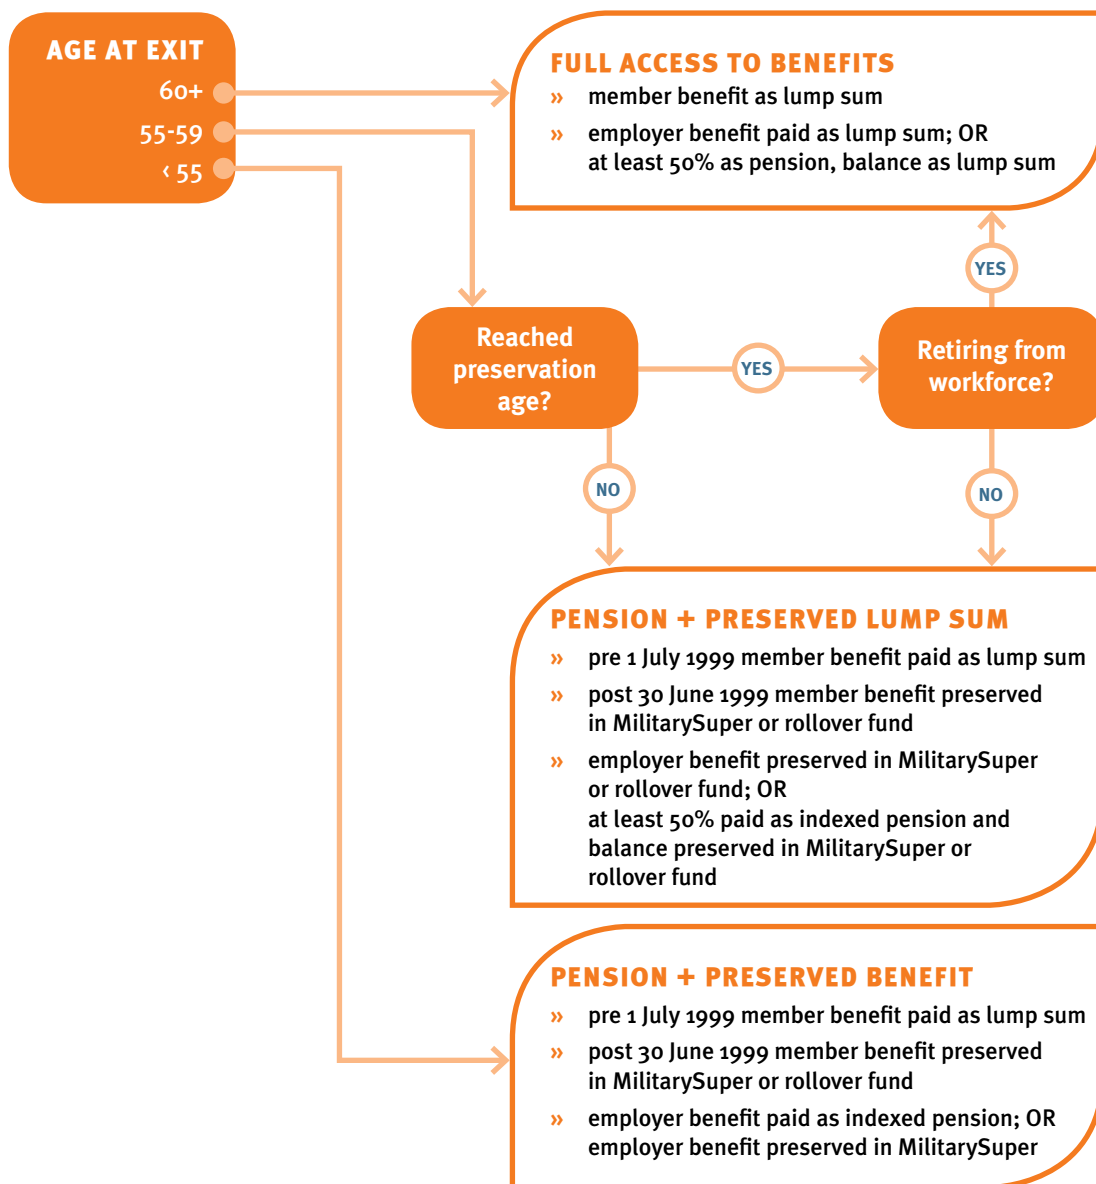 AGE AT EXIT
60+
55-59
‹ 55
FULL ACCESS TO BENEFITS
» member benefit as lump sum
» employer benefit paid as lump sum; OR
at least 50% as pension, balance as lump sum
YES
Reached
preservation
age?
YES
Retiring from
workforce?
NO
NO
PENSION + PRESERVED LUMP SUM
» pre 1 July 1999 member benefit paid as lump sum
» post 30 June 1999 member benefit preserved
in MilitarySuper or rollover fund
» employer benefit preserved in MilitarySuper
or rollover fund; OR
at least 50% paid as indexed pension and
balance preserved in MilitarySuper or
rollover fund
PENSION + PRESERVED BENEFIT
» pre 1 July 1999 member benefit paid as lump sum
» post 30 June 1999 member benefit preserved
in MilitarySuper or rollover fund
» employer benefit paid as indexed pension; OR
employer benefit preserved in MilitarySuper